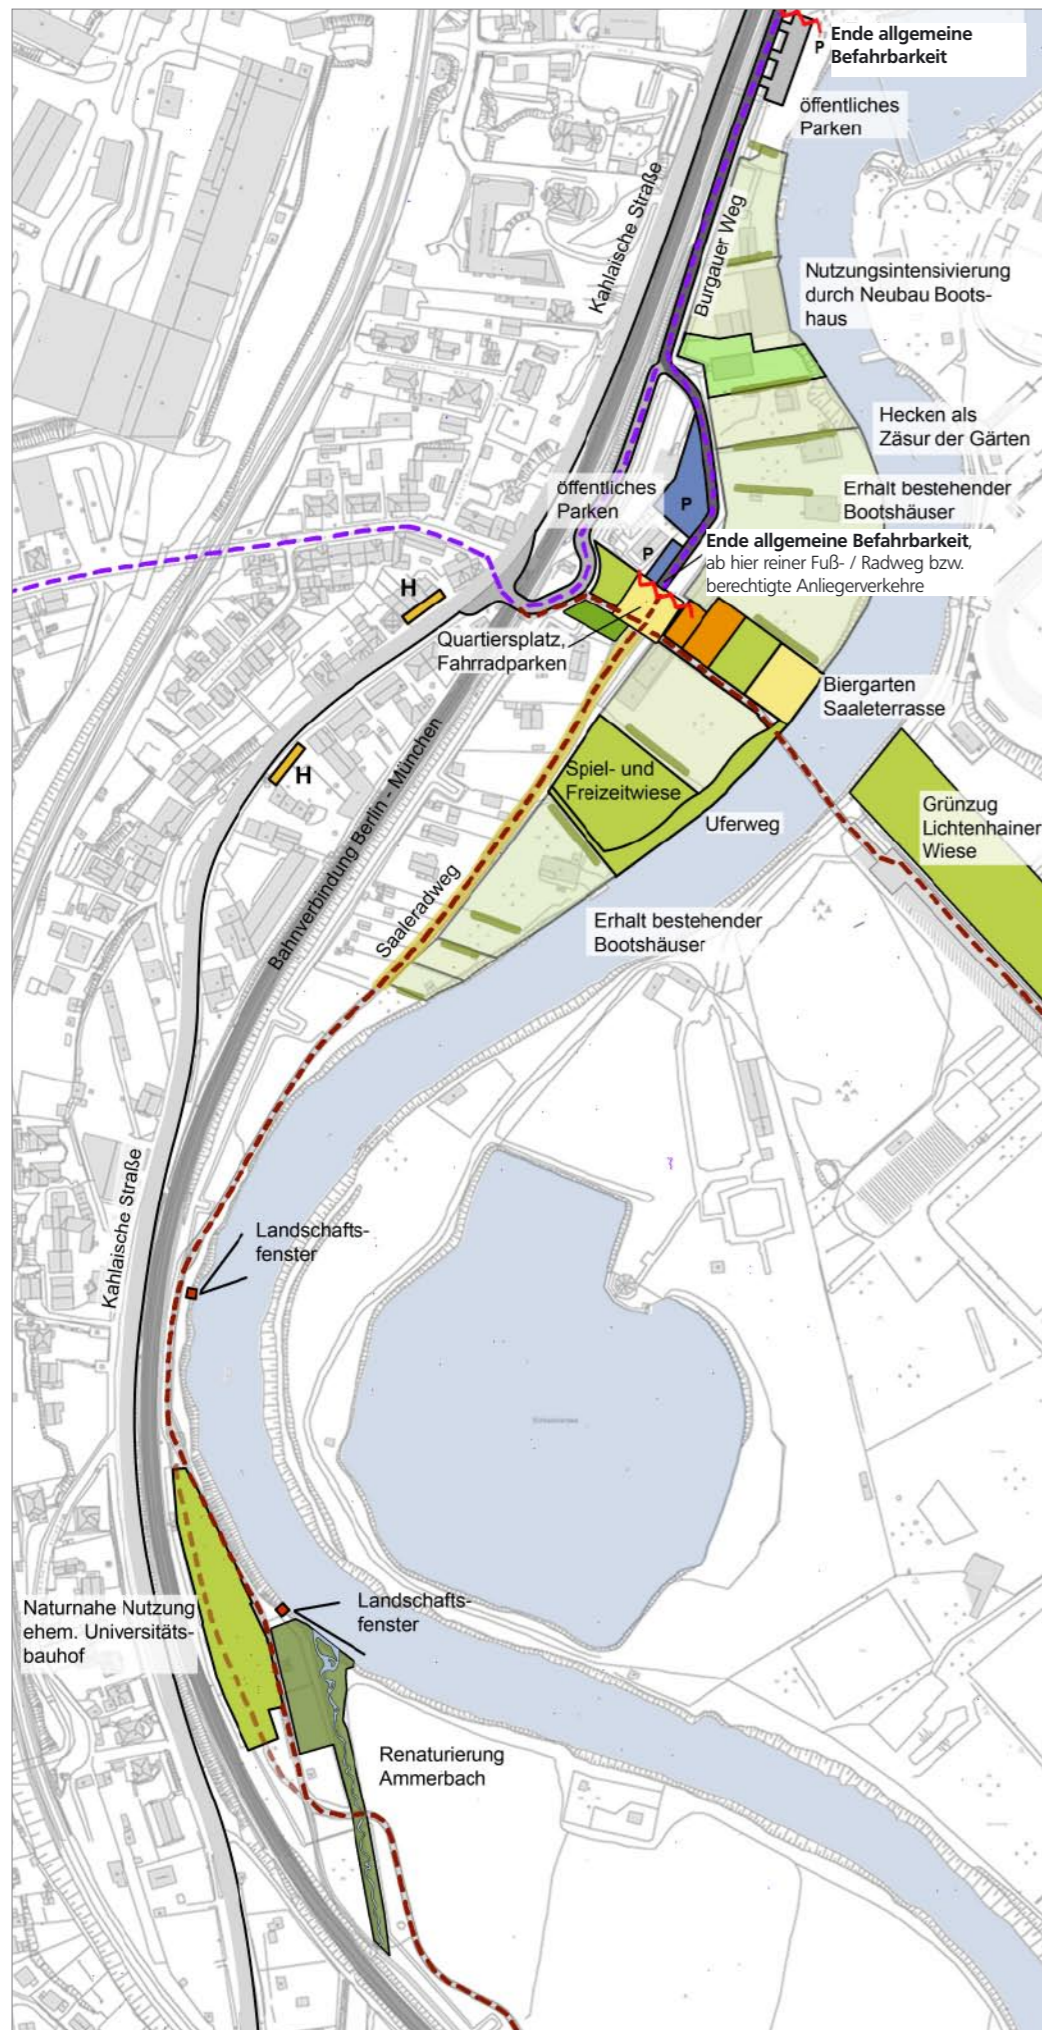 Ende allgemeine
Befahrbarkeit
P
öffentliches
Parken
Kahlaische Straße
Burgauer Weg
Nutzungsintensivierung
durch Neubau Boots-
haus
Hecken als
Zäsur der Gärten
öffentliches
Parken
Erhalt bestehender
Bootshäuser
P
P
Ende allgemeine Befahrbarkeit,
ab hier reiner Fuß- / Radweg bzw.
berechtigte Anliegerverkehre
H
Quartiersplatz,
Fahrradparken
Biergarten
Saaleterrasse
H
Bahnverbindung Berlin - München
Spiel- und
Freizeitwiese
Uferweg
Grünzug
Lichtenhainer
Wiese
Saaleradweg
Erhalt bestehender
Bootshäuser
Kahlaische Straße
Landschafts-
fenster
Naturnahe Nutzung
ehem. Universitäts-
bauhof
Landschafts-
fenster
Renaturierung
Ammerbach